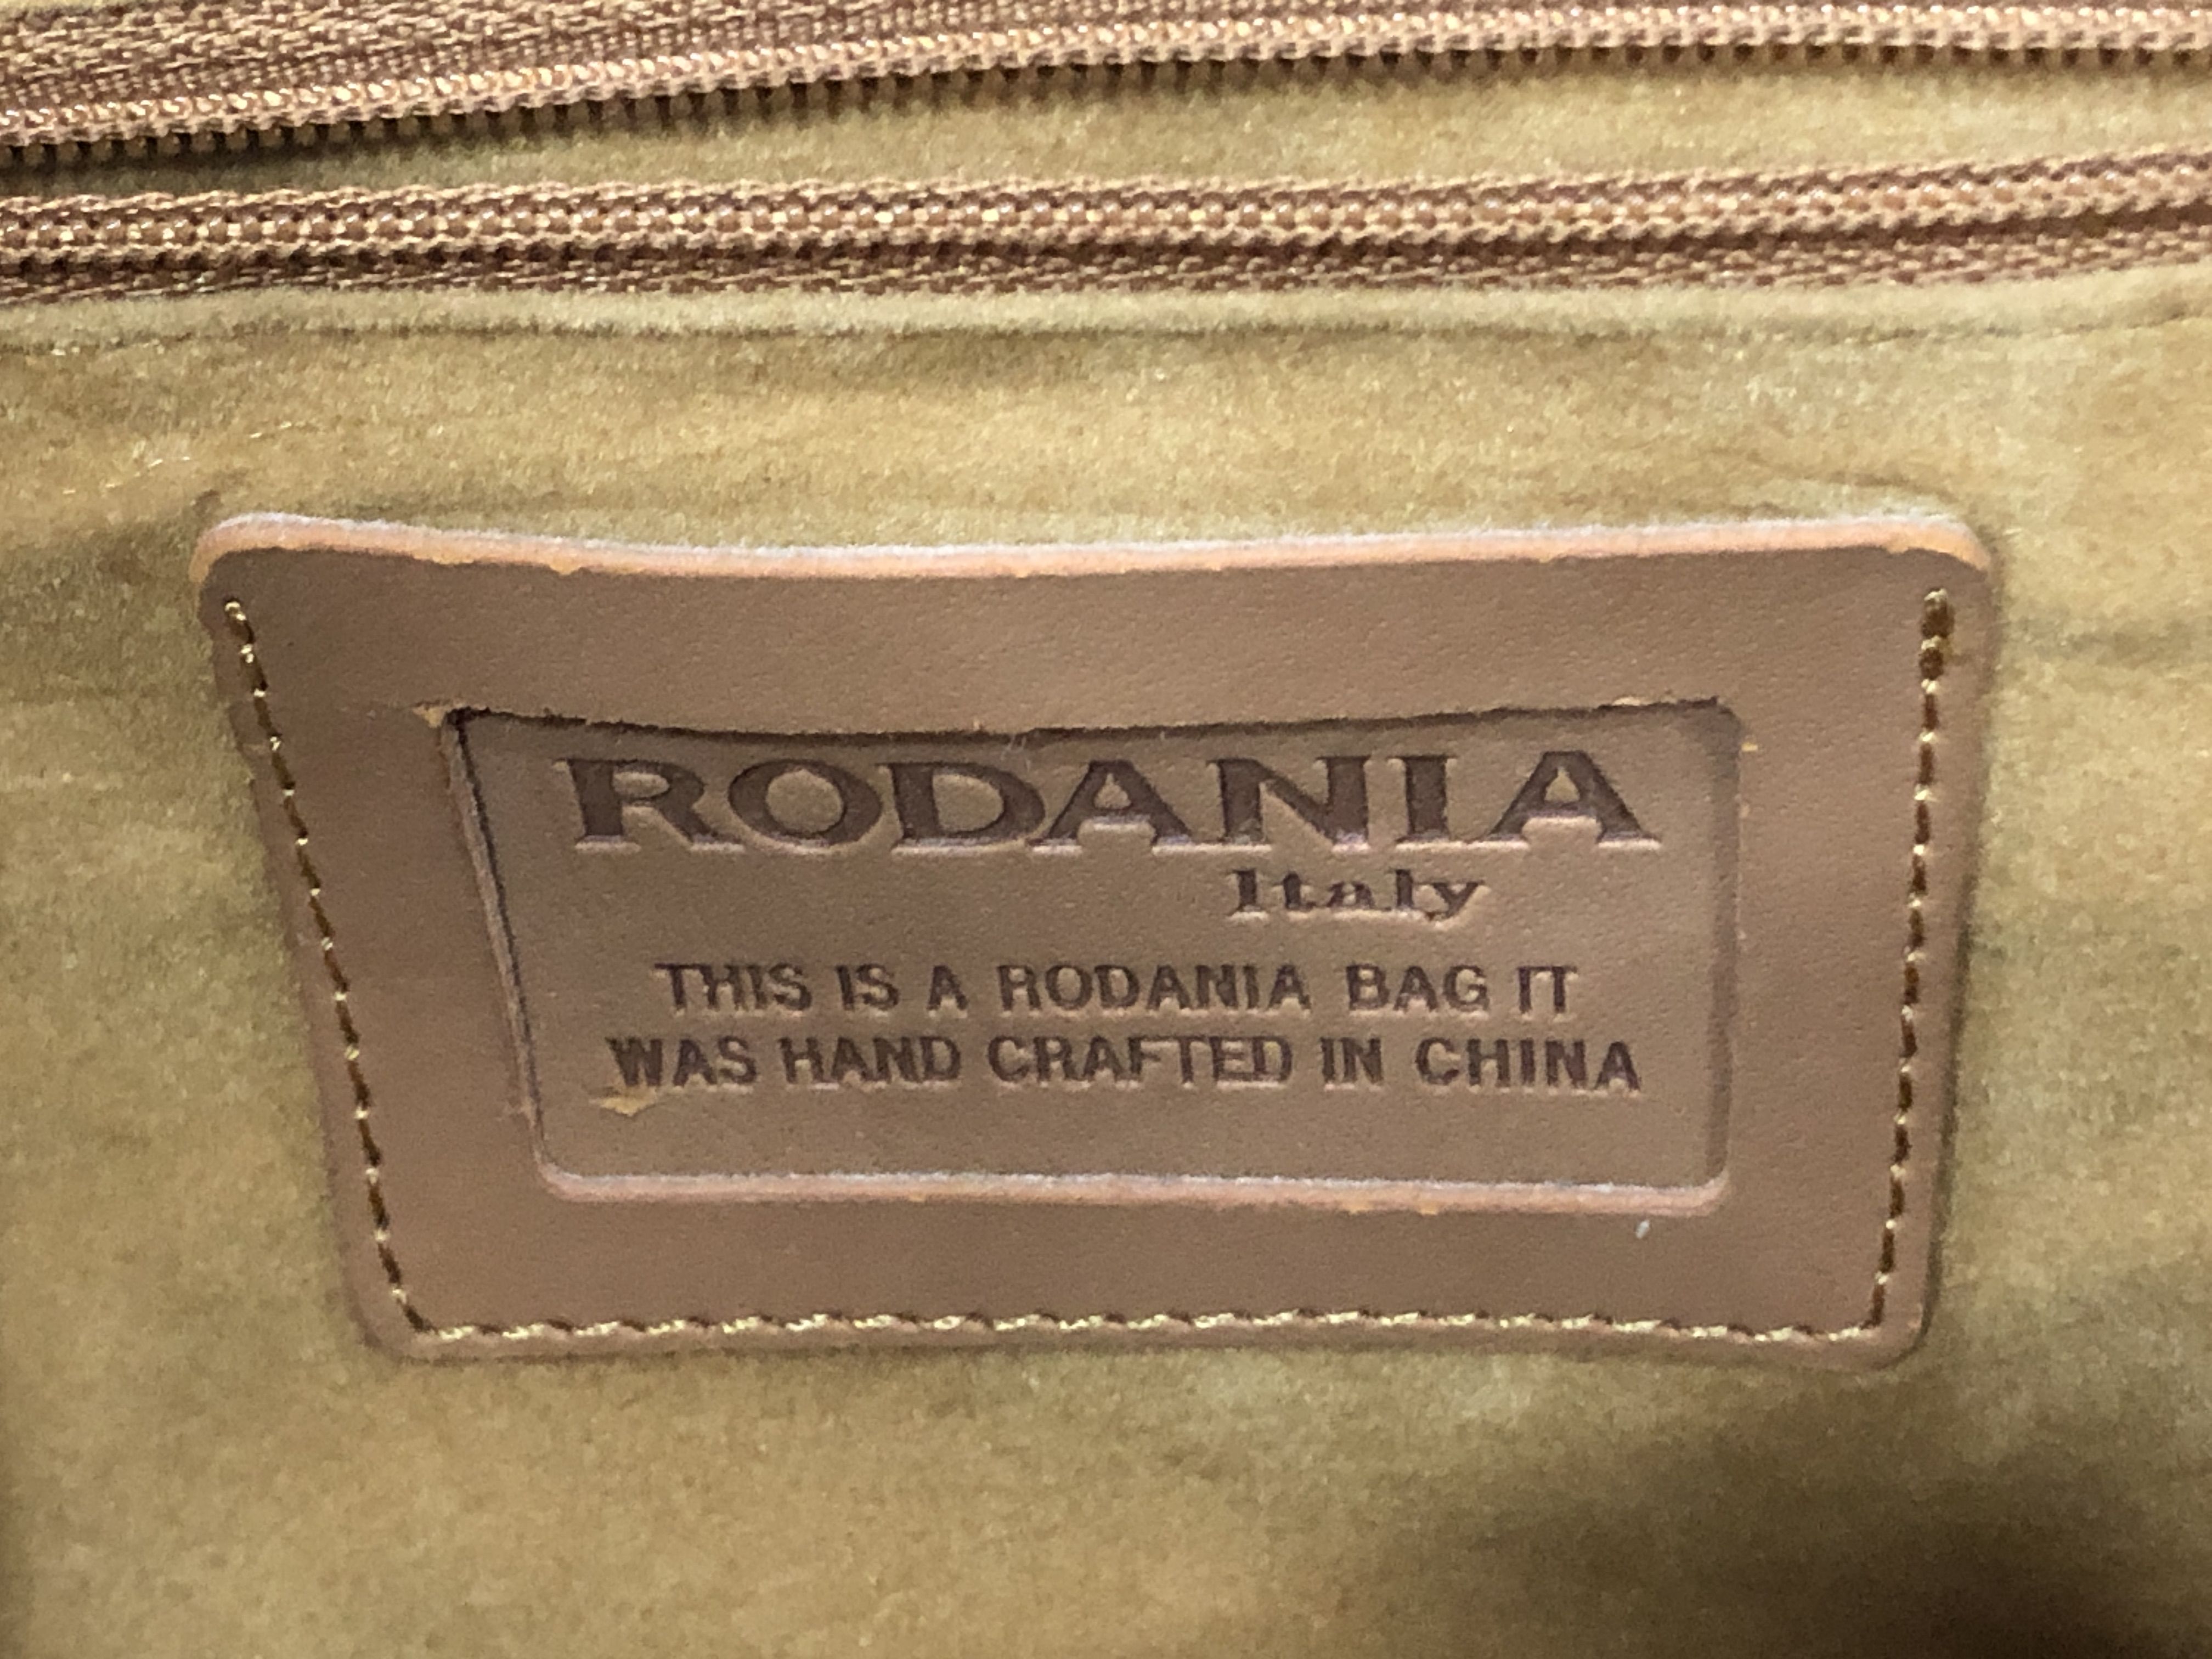 RODANIA
Italy
THIS IS A RODANIA BAG IT
WAS HAND CRAFTED IN CHINA